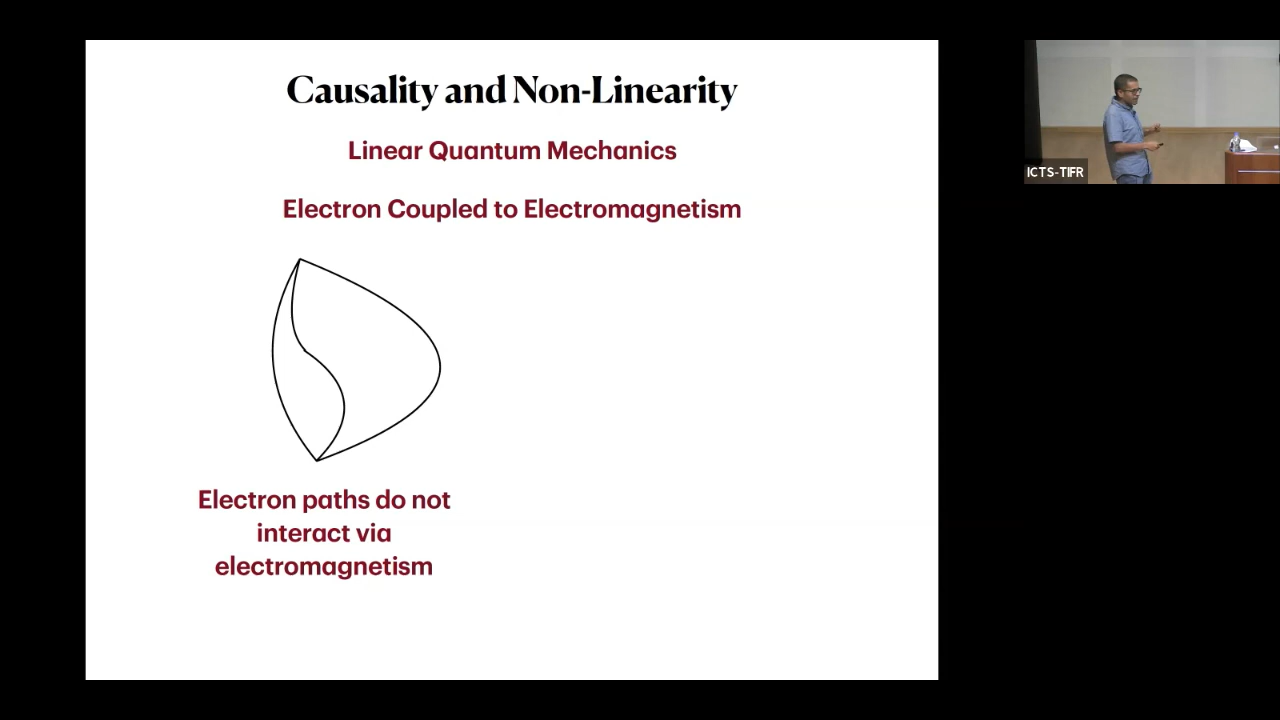 Causality and Non-Linearity
Linear Quantum Mechanics
Electron Coupled to Electromagnetism
Electron paths do not
interact via
electromagnetism
ICTS-TIFR